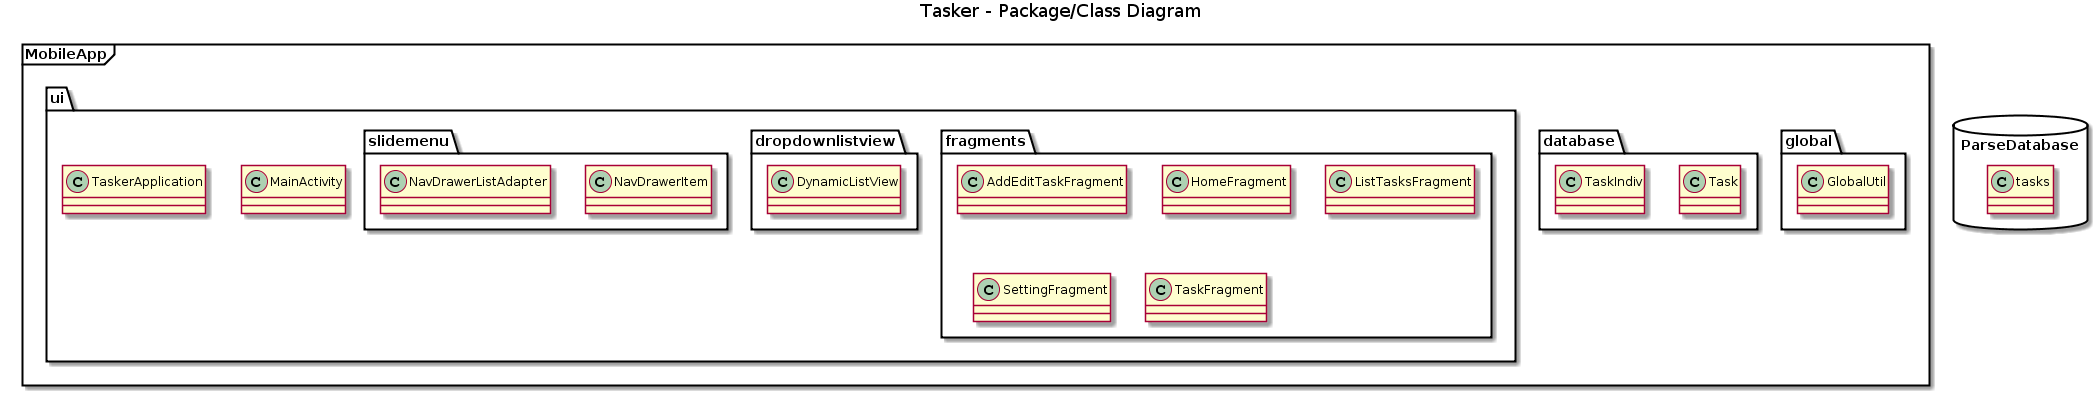 Tasker - Package/Class Diagram
MobileApp
ui
slidemenu
dropdownlistview
fragments
database
global
ParseDatabase
C TaskerApplication
C MainActivity
C NavDrawerListAdapter
C NavDrawerItem
C DynamicListView
C AddEditTaskFragment
C HomeFragment
C ListTasksFragment
C TaskIndiv
C Task
C GlobalUtil
C tasks
C SettingFragment
C TaskFragment